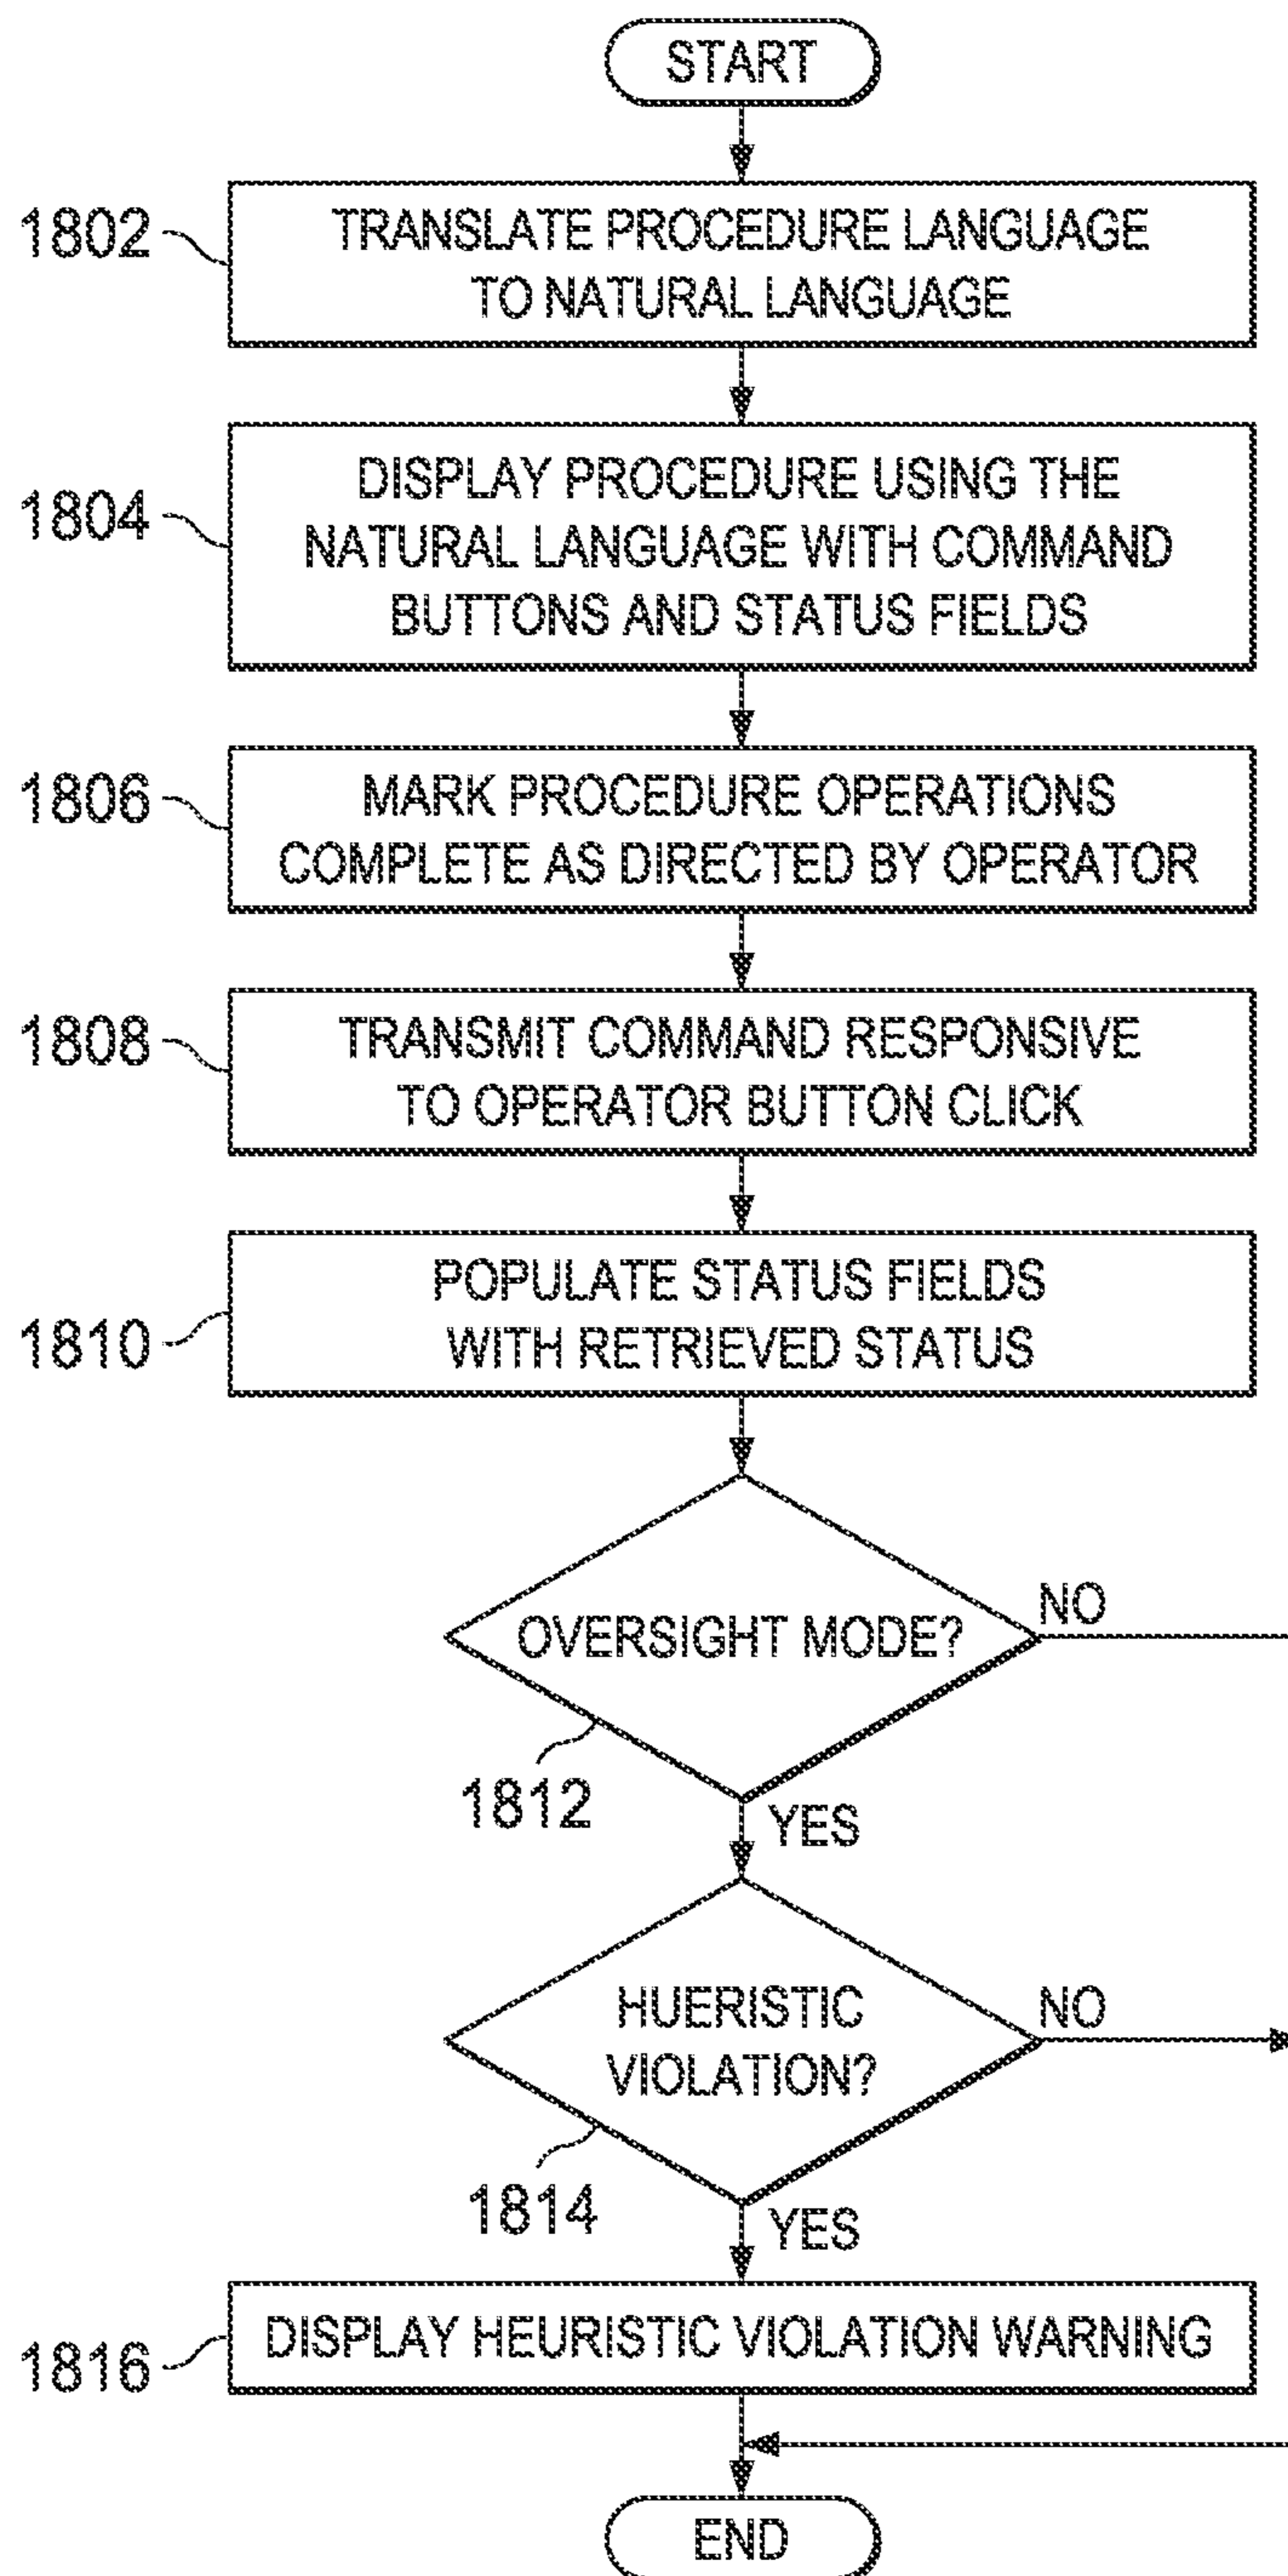 START
1802
TRANSLATE PROCEDURE LANGUAGE
TO NATURAL LANGUAGE
1804
DISPLAY PROCEDURE USING THE
NATURAL LANGUAGE WITH COMMAND
BUTTONS AND STATUS FIELDS
1806
MARK PROCEDURE OPERATIONS
COMPLETE AS DIRECTED BY OPERATOR
1808
TRANSMIT COMMAND RESPONSIVE
TO OPERATOR BUTTON CLICK
1810
POPULATE STATUS FIELDS
WITH RETRIEVED STATUS
OVERSIGHT MODE?
NO
1812
YES
HUERISTIC
VIOLATION?
NO
1814
YES
1816
DISPLAY HEURISTIC VIOLATION WARNING
END